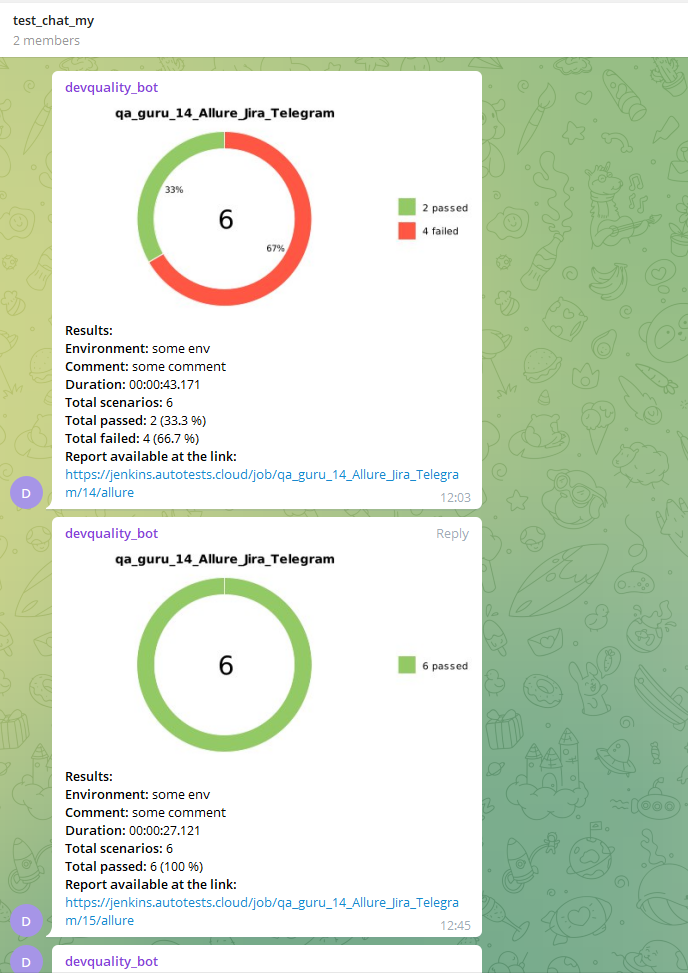 test_chat_my
2 members
devquality_bot
qa_guru_14_Allure_Jira_Telegram
33%
6
67%
2 passed
4 failed
Results:
Environment: some env
Comment: some comment
Duration: 00:00:43.171
Total scenarios: 6
Total passed: 2 (33.3 %)
Total failed: 4 (66.7 %)
Report available at the link:
https://jenkins.autotests.cloud/job/qa_guru_14_Allure_Jira_Telegra
m/14/allure
D
12:03
devquality_bot
Reply
qa_guru_14_Allure_Jira_Telegram
6
6 passed
Results:
Environment: some env
Comment: some comment
Duration: 00:00:27.121
Total scenarios: 6
Total passed: 6 (100 %)
Report available at the link:
https://jenkins.autotests.cloud/job/qa_guru_14_Allure_Jira_Telegra
m/15/allure
D
12:45
D
devquality_bot